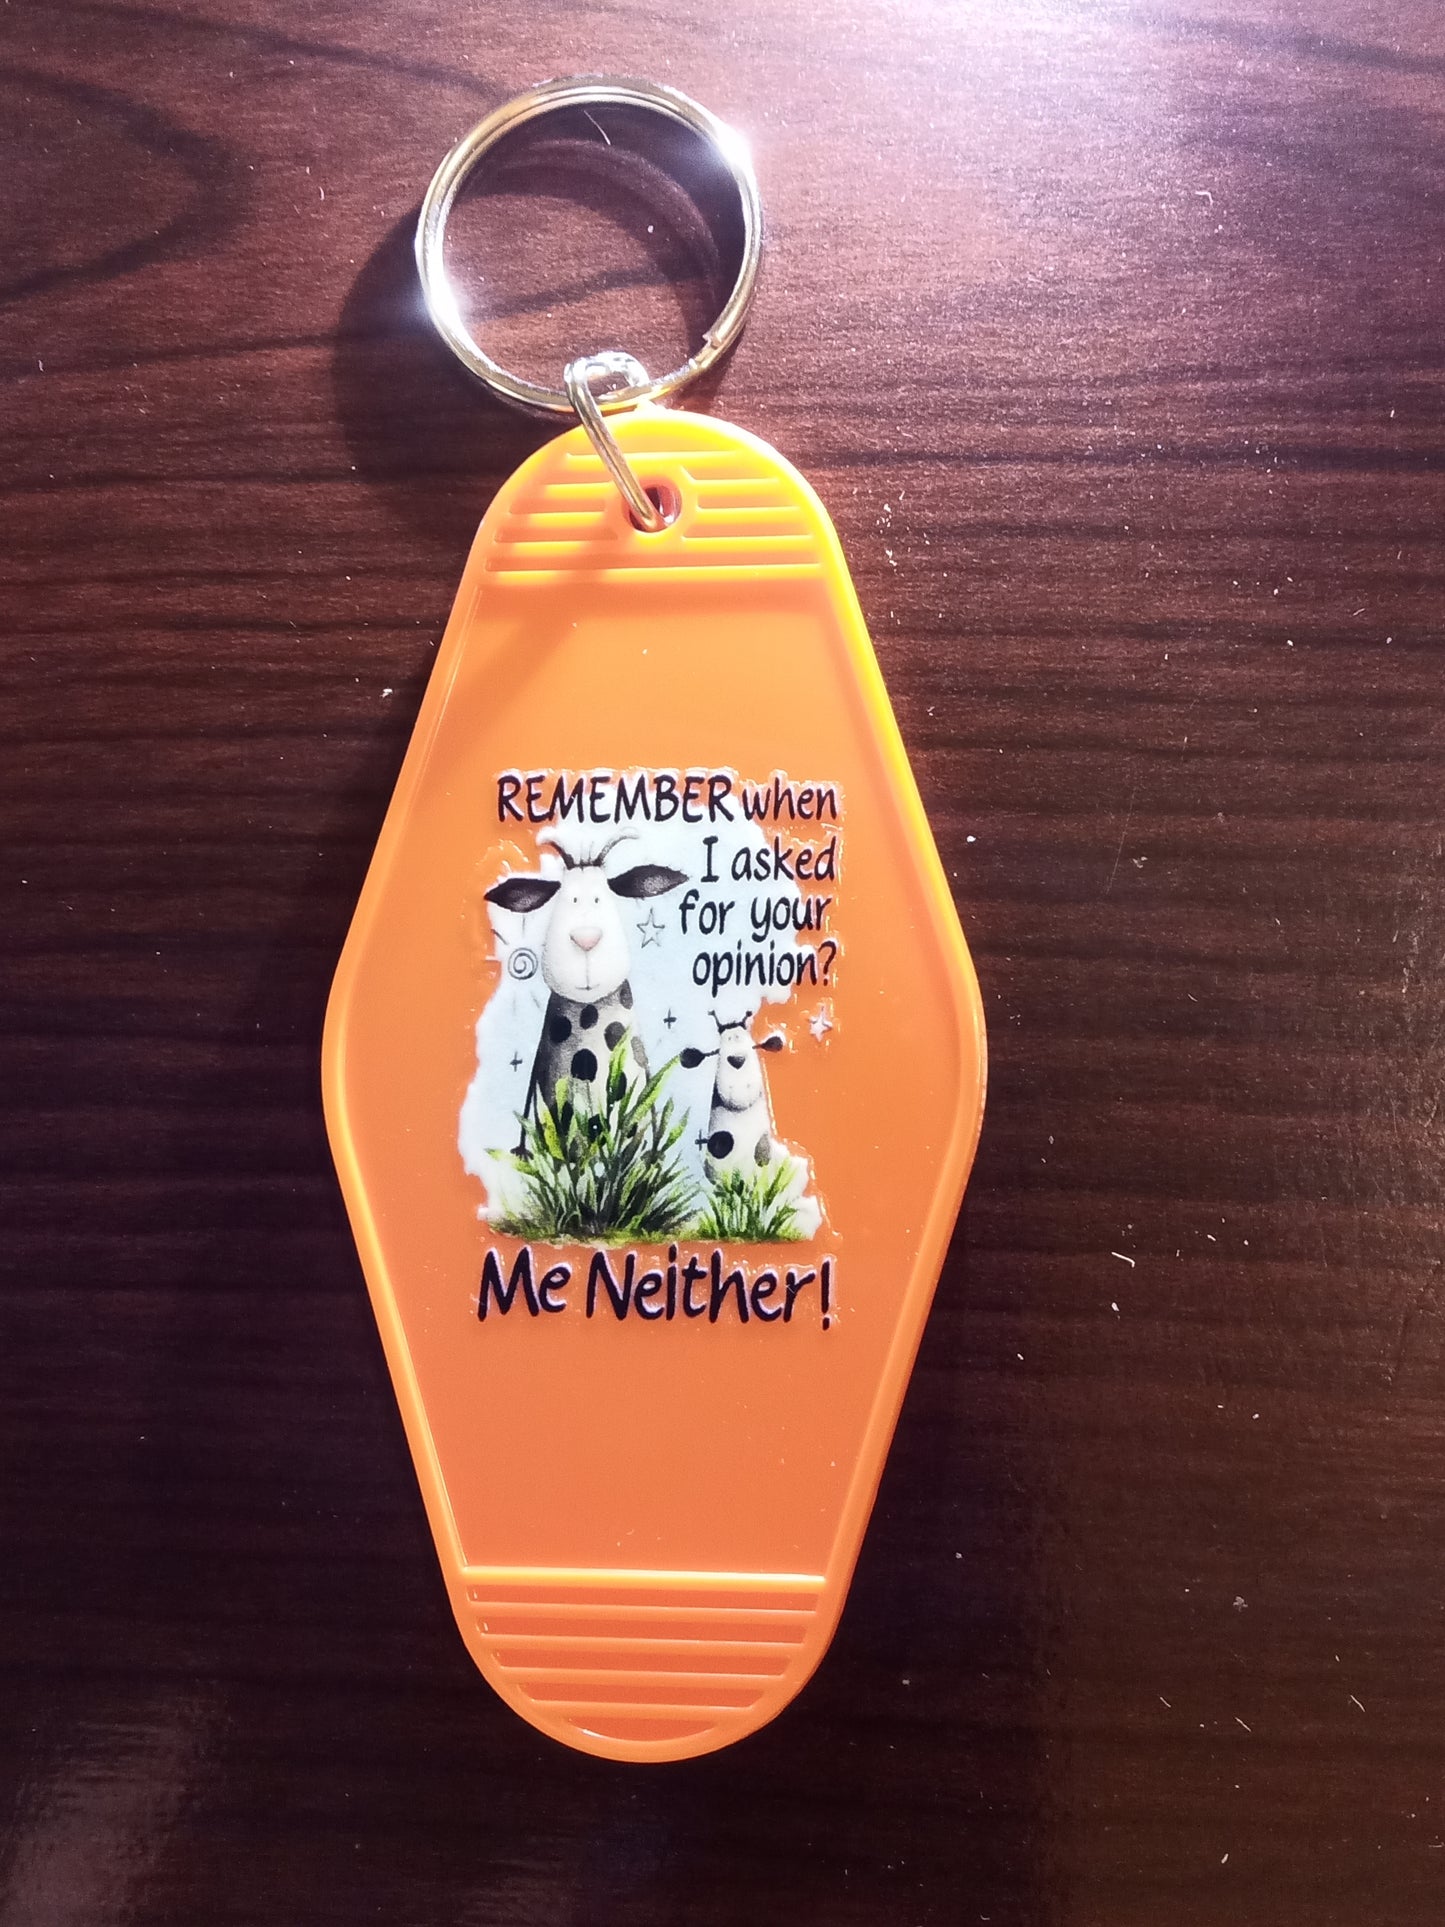 REMEMBER when
I asked
for your
opinion?
Me Neither!